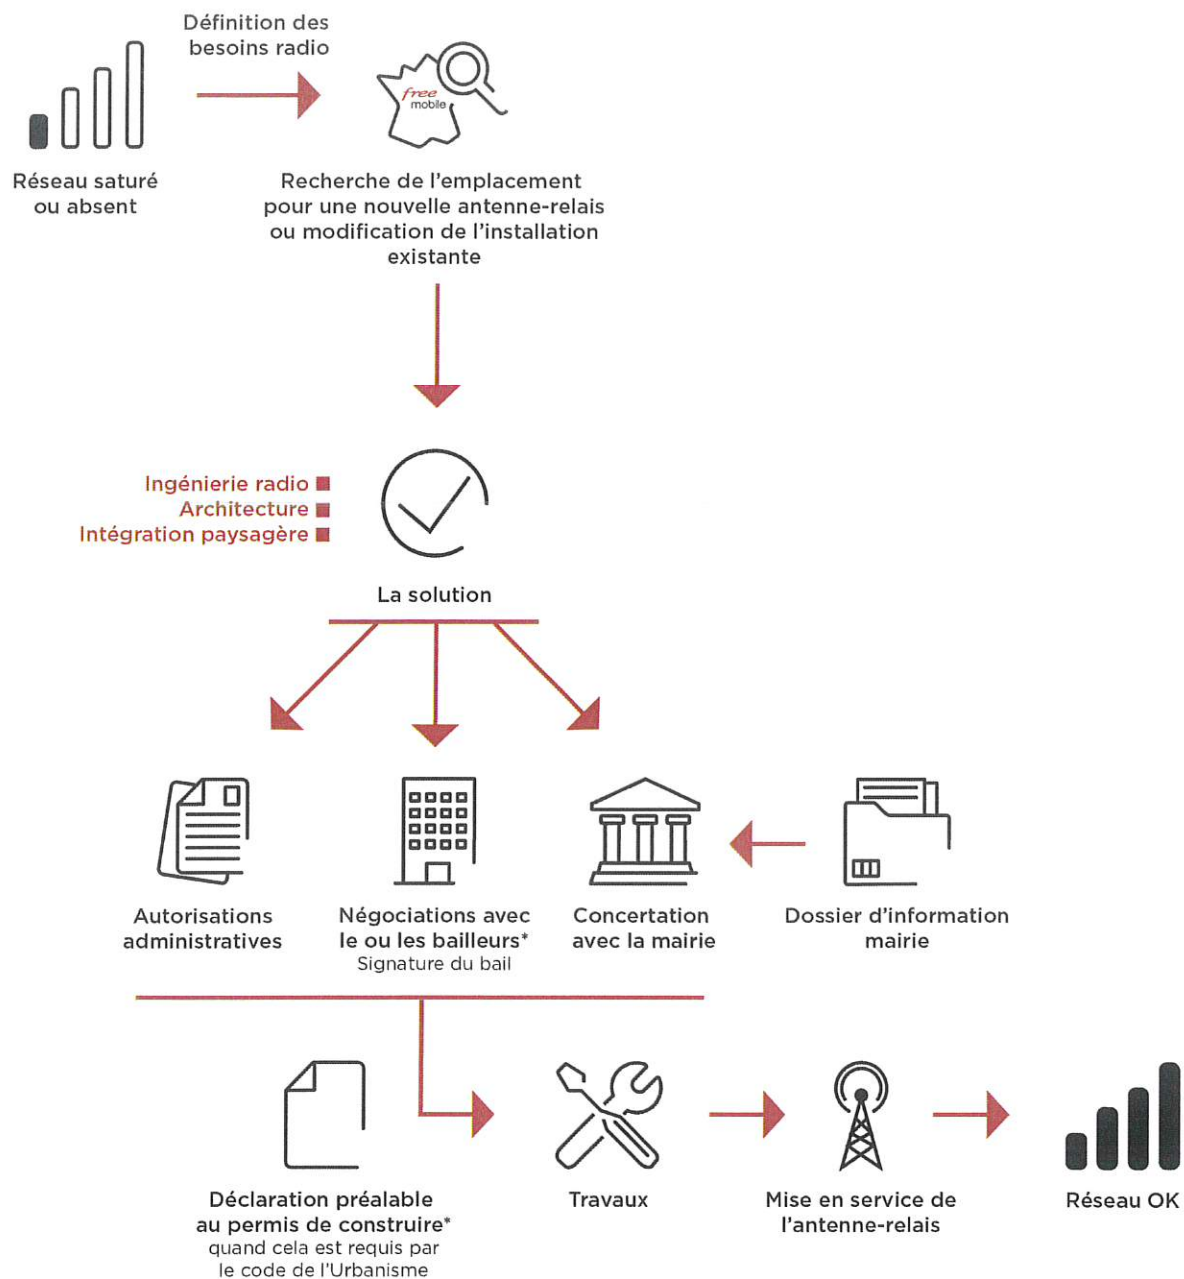 Définition des
besoins radio
free
mobile
Réseau saturé
ou absent
Recherche de l'emplacement
pour une nouvelle antenne-relais
ou modification de l'installation
existante
Ingénierie radio
Architecture
Intégration paysagère
La solution
Autorisations
administratives
Négociations avec
le ou les bailleurs*
Signature du bail
Concertation
avec la mairie
Dossier d'information
mairie
Déclaration préalable
au permis de construire*
quand cela est requis par
le code de l'Urbanisme
Travaux
Mise en service de
l'antenne-relais
Réseau OK